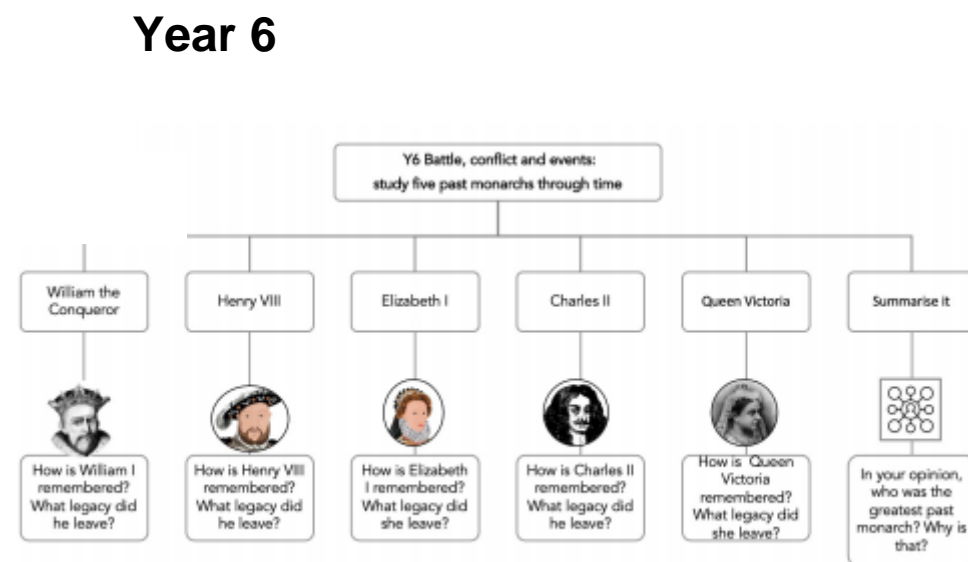 Year 6
Y6 Battle, conflict and events:
study five past monarchs through time
William the
Conqueror
Henry VIII
Elizabeth I
Charles II
Queen Victoria
Summarise it
How is William I
remembered?
What legacy did
he leave?
How is Henry VIII
remembered?
What legacy did
he leave?
How is Elizabeth
I remembered?
What legacy did
she leave?
How is Charles II
remembered?
What legacy did
he leave?
How is Queen
Victoria
remembered?
What legacy did
she leave?
In your opinion,
who was the
greatest past
monarch? Why is
that?